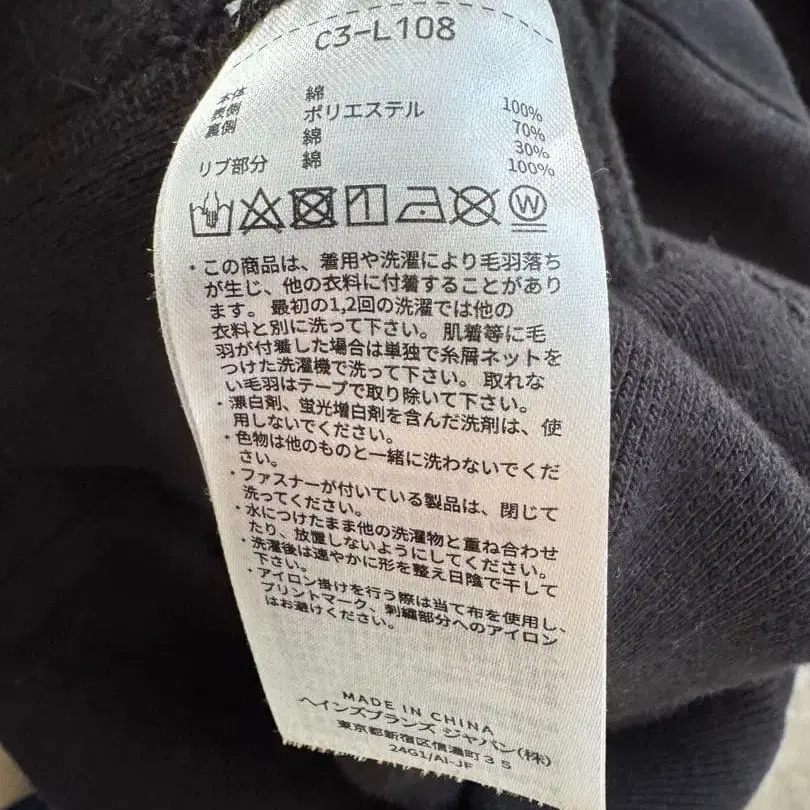 C3-L108
本体
表側 綿 100%
裏側 ポリエステル 70%
綿 30%
リブ部分 綿 100%
W
・この商品は、着用や洗濯により毛羽落ち
が生じ、他の衣料に付着することがあり
ます。 最初の1,2回の洗濯では他の
衣料と別に洗って下さい。 肌着等に毛
羽が付着した場合は単独で糸屑ネットを
つけた洗濯機で洗って下さい。 取れな
い毛羽はテープで取り除いて下さい。
・漂白剤、蛍光増白剤を含んだ洗剤は、使
用しないでください。
・色物は他のものと一緒に洗わないでくだ
さい。
・ファスナーが付いている製品は、閉じて
洗ってください。
・水につけたまま他の洗濯物と重ね合わせ
たり、放置しないようにしてください。
・洗濯後は速やかに形を整え日陰で干して
下さい。
・アイロン掛けを行う際は当て布を使用し、
プリントマーク、刺繍部分へのアイロン
はお避けください。
MADE IN CHINA
ヘインズブランズ ジャパン(株)
東京都新宿区信濃町35
24G1/AI-JF